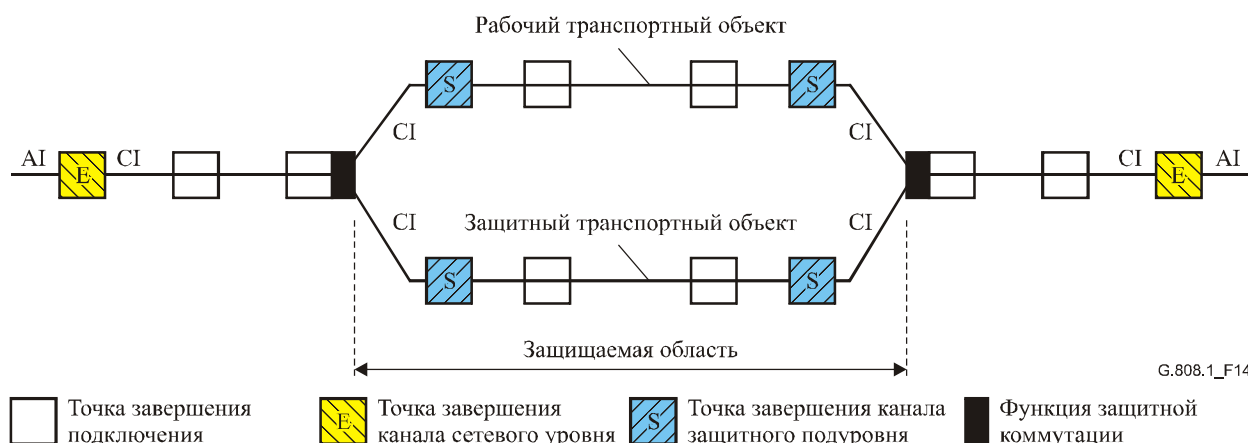 Рабочий транспортный объект
S
S
CI
CI
AI
E
CI
CI
E
AI
CI
Защитный транспортный объект
CI
S
S
Защищаемая область
G.808.1_F14
Точка завершения
подключения
E
Точка завершения
канала сетевого уровня
S
Точка завершения канала
защитного подуровня
Функция защитной
коммутации